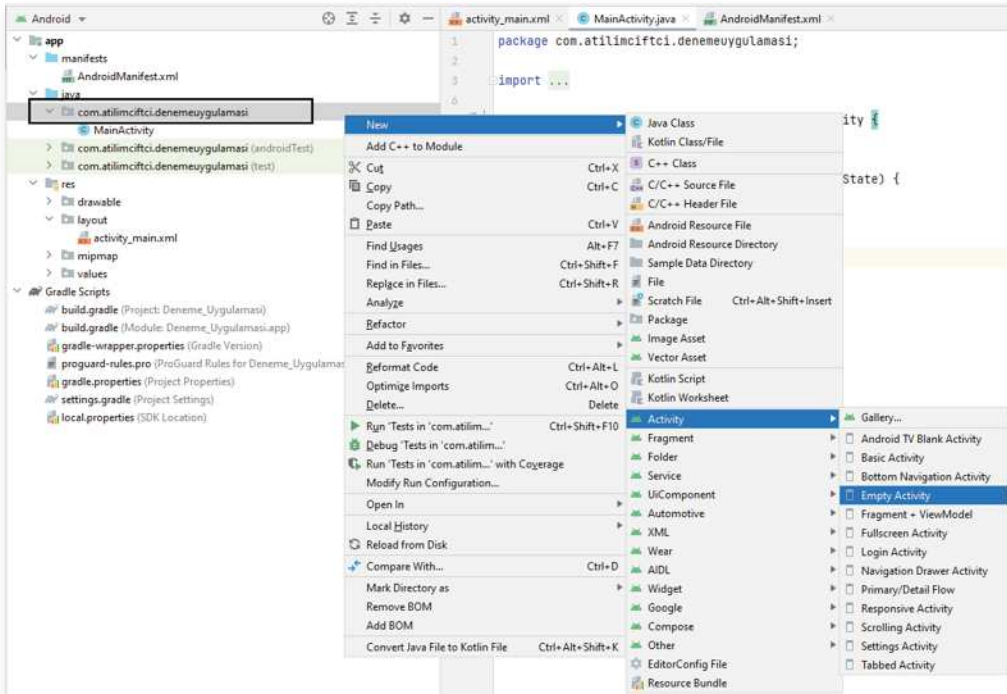 Android
activity_main.xml
MainActivity.java
AndroidManifest.xml
app
manifests
AndroidManifest.xml
java
com.atilimciftci.denemeuygulamasi
MainActivity
com.atilimciftci.denemeuygulamasi (androidTest)
com.atilimciftci.denemeuygulamasi (test)
res
drawable
layout
activity_main.xml
mipmap
values
Gradle Scripts
build.gradle (Project: Deneme_Uygulamasi)
build.gradle (Module: Deneme_Uygulamasi.app)
gradle-wrapper.properties (Gradle Version)
proguard-rules.pro (ProGuard Rules for Deneme_Uygulamas
gradle.properties (Project Properties)
settings.gradle (Project Settings)
local.properties (SDK Location)
1 package com.atilimciftci.denemeuygulamasi;
2
3 import ...
6
ity {
State) {
New
Add C++ to Module
Cut Ctrl+X
Copy Ctrl+C
Copy Path...
Paste Ctrl+V
Find Usages Alt+F7
Find in Files... Ctrl+Shift+F
Replace in Files... Ctrl+Shift+R
Analyze
Refactor
Add to Favorites
Reformat Code Ctrl+Alt+L
Optimize Imports Ctrl+Alt+O
Delete... Delete
Run 'Tests in 'com.atilim...' Ctrl+Shift+F10
Debug 'Tests in 'com.atilim...'
Run 'Tests in 'com.atilim...' with Coverage
Modify Run Configuration...
Open In
Local History
Reload from Disk
Compare With... Ctrl+D
Mark Directory as
Remove BOM
Add BOM
Convert Java File to Kotlin File Ctrl+Alt+Shift+K
Java Class
Kotlin Class/File
C++ Class
C/C++ Source File
C/C++ Header File
Android Resource File
Android Resource Directory
Sample Data Directory
File
Scratch File Ctrl+Alt+Shift+Insert
Package
Image Asset
Vector Asset
Kotlin Script
Kotlin Worksheet
Activity
Fragment
Folder
Service
UiComponent
Automotive
XML
Wear
AIDL
Widget
Google
Compose
Other
EditorConfig File
Resource Bundle
Gallery...
Android TV Blank Activity
Basic Activity
Bottom Navigation Activity
Empty Activity
Fragment + ViewModel
Fullscreen Activity
Login Activity
Navigation Drawer Activity
Primary/Detail Flow
Responsive Activity
Scrolling Activity
Settings Activity
Tabbed Activity